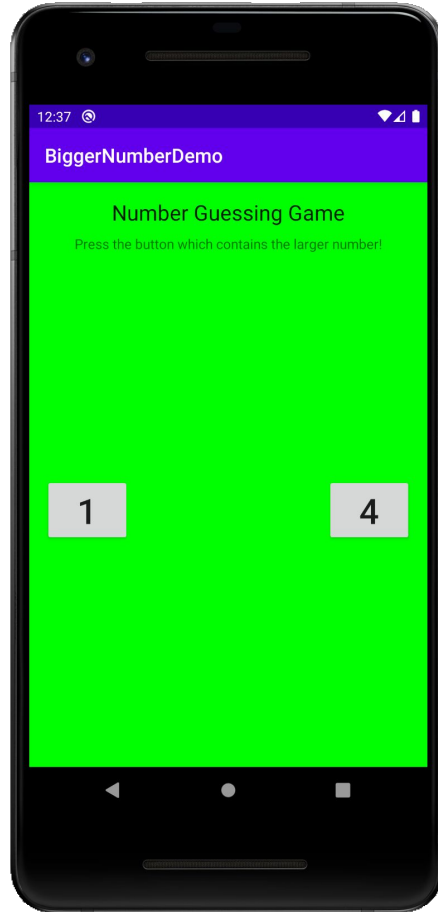 12:37
BiggerNumberDemo
Number Guessing Game
Press the button which contains the larger number!
1 4